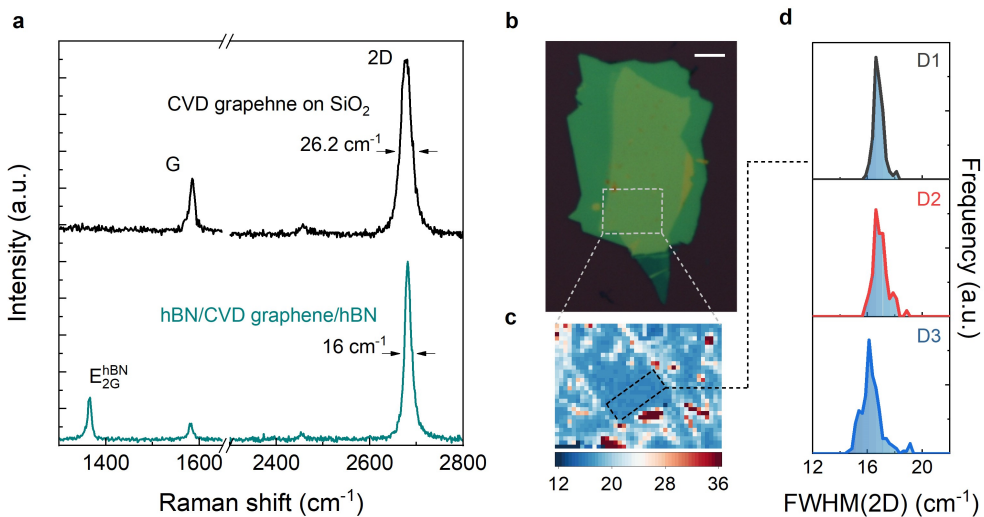 a
Intensity (a.u.)
2D
CVD grapehne on SiO₂
26.2 cm⁻¹
G
hBN/CVD graphene/hBN
16 cm⁻¹
E₂G^hBN
1400 1600 2400 2600 2800
Raman shift (cm⁻¹)
b
c
12 20 28 36
d
D1
D2
D3
Frequency (a.u.)
12 16 20
FWHM(2D) (cm⁻¹)